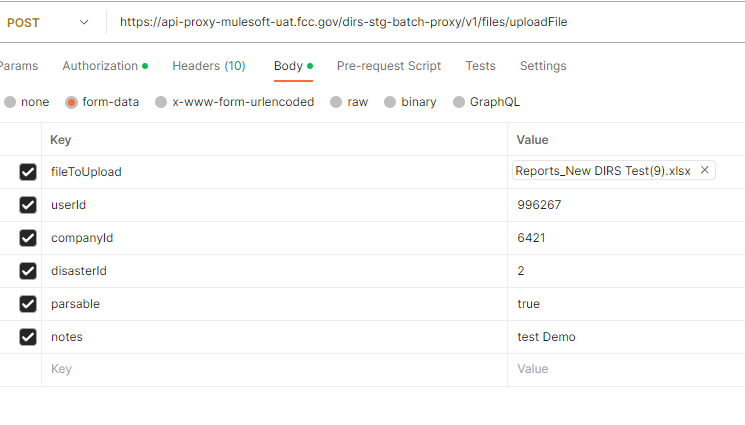 POST https://api-proxy-mulesoft-uat.fcc.gov/dirs-stg-batch-proxy/v1/files/uploadFile
Params Authorization Headers (10) Body Pre-request Script Tests Settings
none form-data x-www-form-urlencoded raw binary GraphQL
Key Value
fileToUpload Reports_New DIRS Test(9).xlsx
userId 996267
companyId 6421
disasterId 2
parsable true
notes test Demo
Key Value